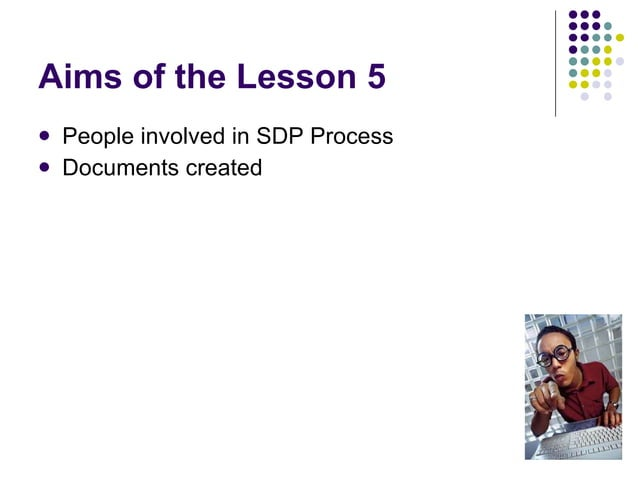 Aims of the Lesson 5
People involved in SDP Process
Documents created